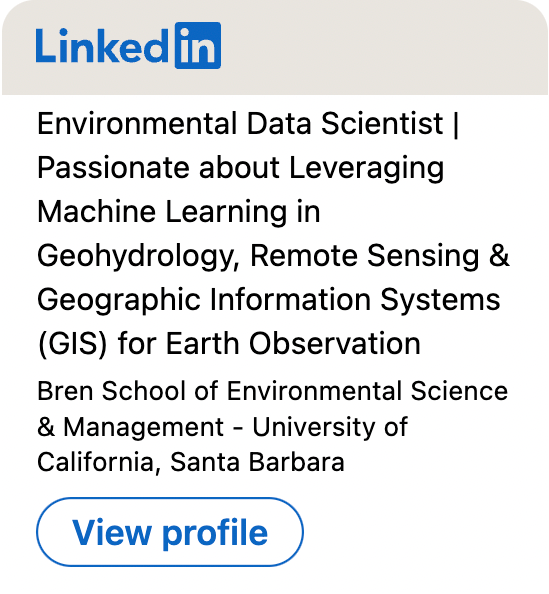 LinkedIn
Environmental Data Scientist |
Passionate about Leveraging
Machine Learning in
Geohydrology, Remote Sensing &
Geographic Information Systems
(GIS) for Earth Observation
Bren School of Environmental Science
& Management - University of
California, Santa Barbara
View profile